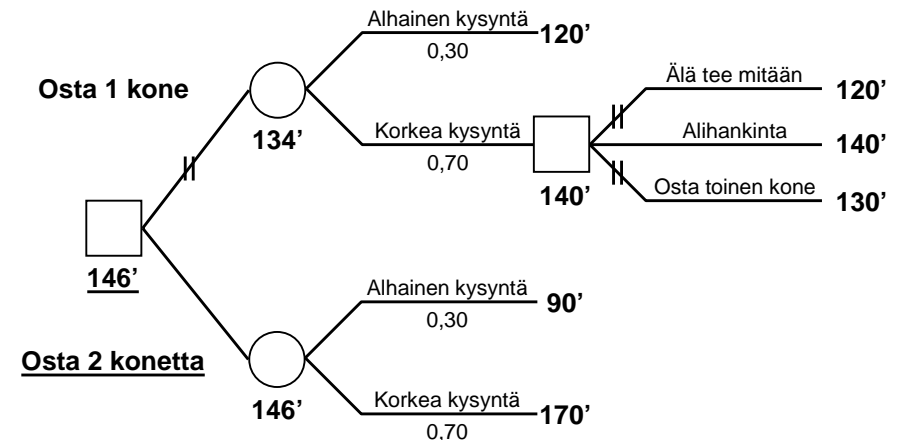 Alhainen kysyntä
0,30
120’
Osta 1 kone
134’
Korkea kysyntä
0,70
140’
Älä tee mitään
120’
Alihankinta
140’
Osta toinen kone
130’
146’
Osta 2 konetta
146’
Alhainen kysyntä
0,30
90’
Korkea kysyntä
0,70
170’